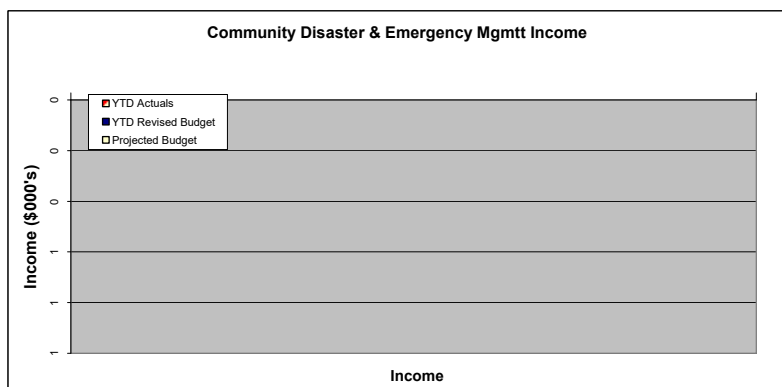 Community Disaster & Emergency Mgmtt Income
YTD Actuals
YTD Revised Budget
Projected Budget
Income ($000's)
0
0
0
1
1
1
Income